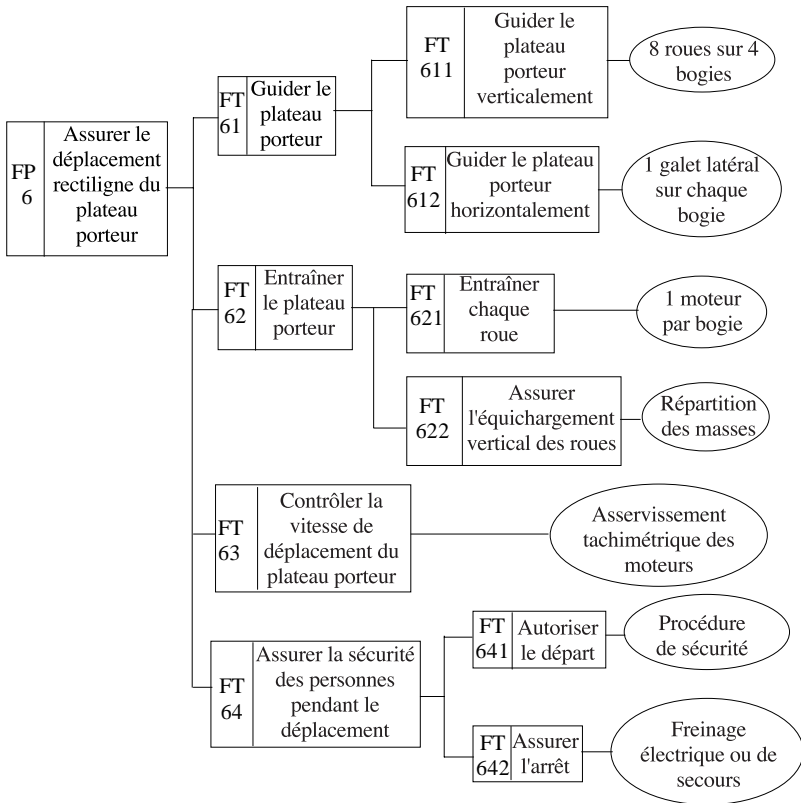 FP
6
Assurer le
déplacement
rectiligne du
plateau
porteur
FT
61
Guider le
plateau
porteur
FT
611
Guider le
plateau
porteur
verticalement
8 roues sur 4
bogies
FT
612
Guider le plateau
porteur
horizontalement
1 galet latéral
sur chaque
bogie
FT
62
Entraîner
le plateau
porteur
FT
621
Entraîner
chaque
roue
1 moteur
par bogie
FT
622
Assurer
l'équichargement
vertical des roues
Répartition
des masses
FT
63
Contrôler la
vitesse de
déplacement du
plateau porteur
Asservissement
tachimétrique des
moteurs
FT
64
Assurer la sécurité
des personnes
pendant le
déplacement
FT
641
Autoriser
le départ
Procédure
de sécurité
FT
642
Assurer
l'arrêt
Freinage
électrique ou de
secours